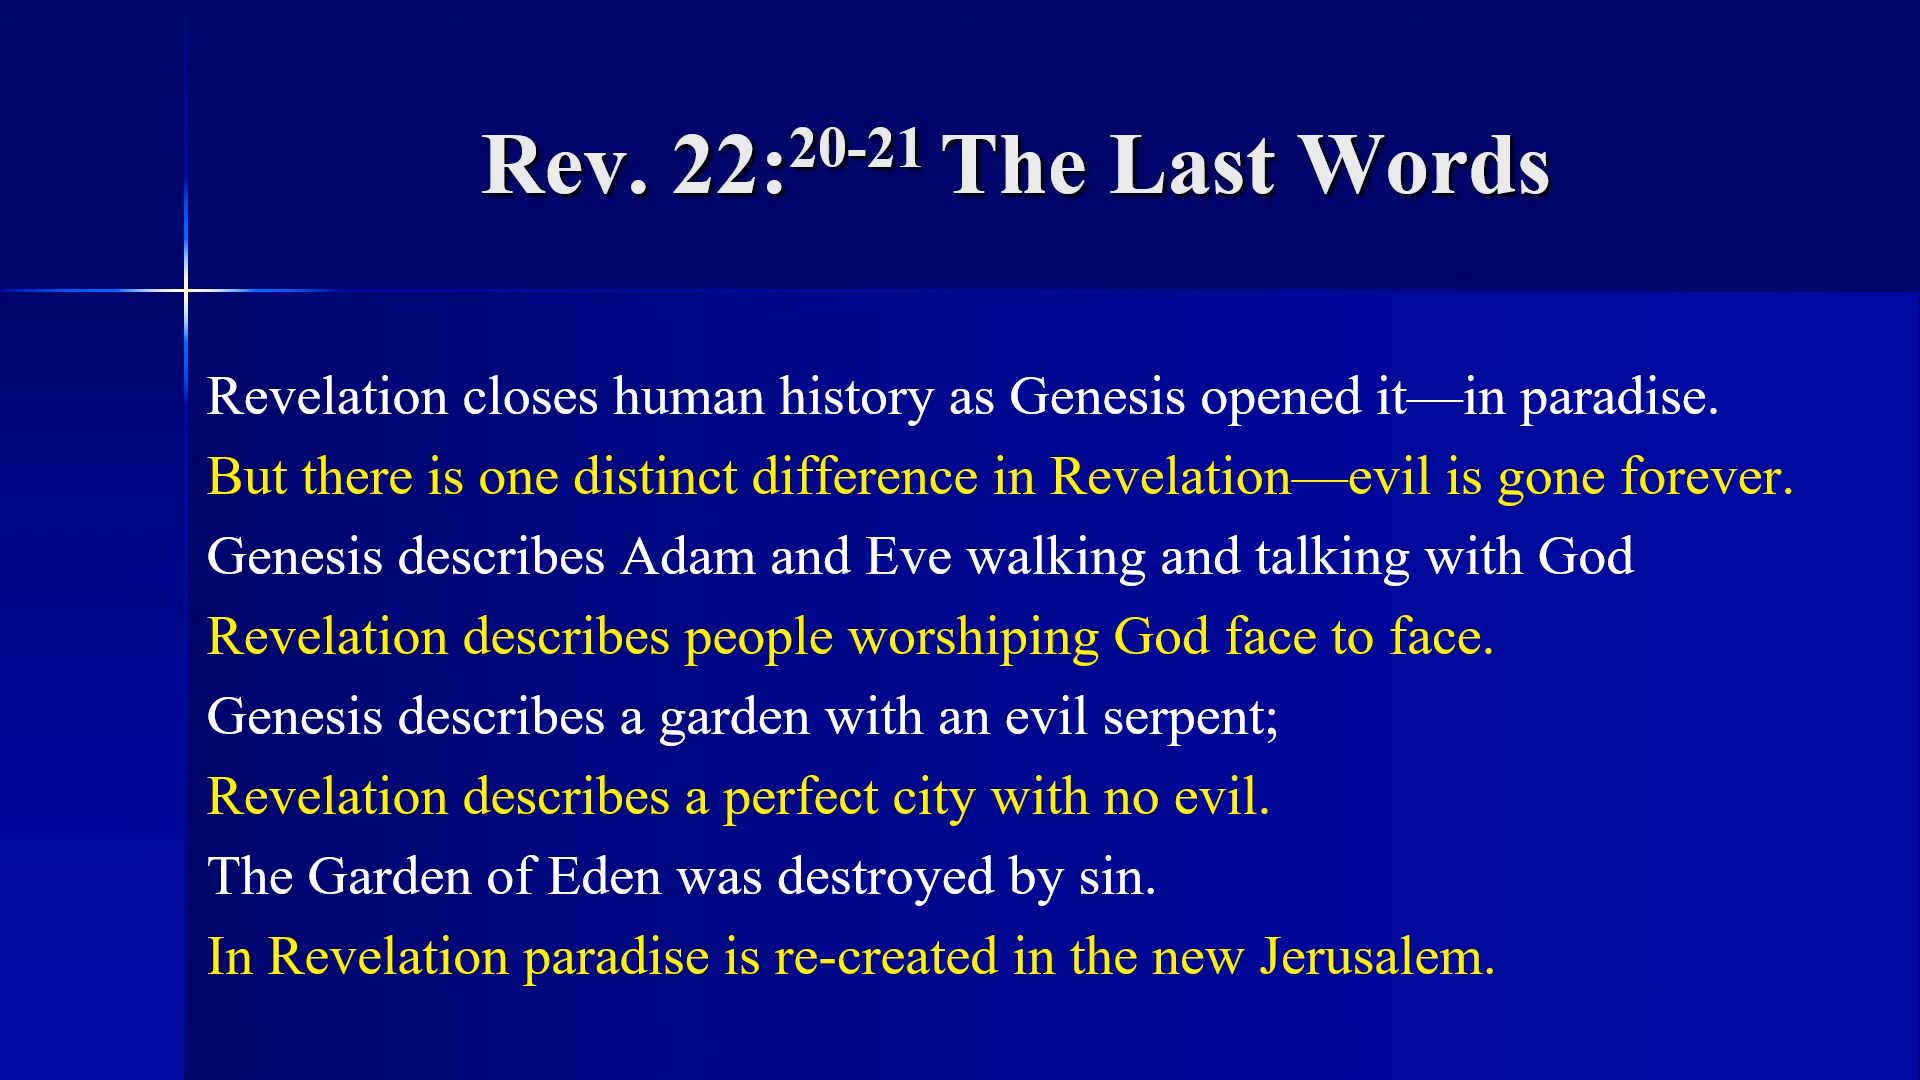 Rev. 22:20-21 The Last Words
Revelation closes human history as Genesis opened it—in paradise.
But there is one distinct difference in Revelation—evil is gone forever.
Genesis describes Adam and Eve walking and talking with God
Revelation describes people worshiping God face to face.
Genesis describes a garden with an evil serpent;
Revelation describes a perfect city with no evil.
The Garden of Eden was destroyed by sin.
In Revelation paradise is re-created in the new Jerusalem.